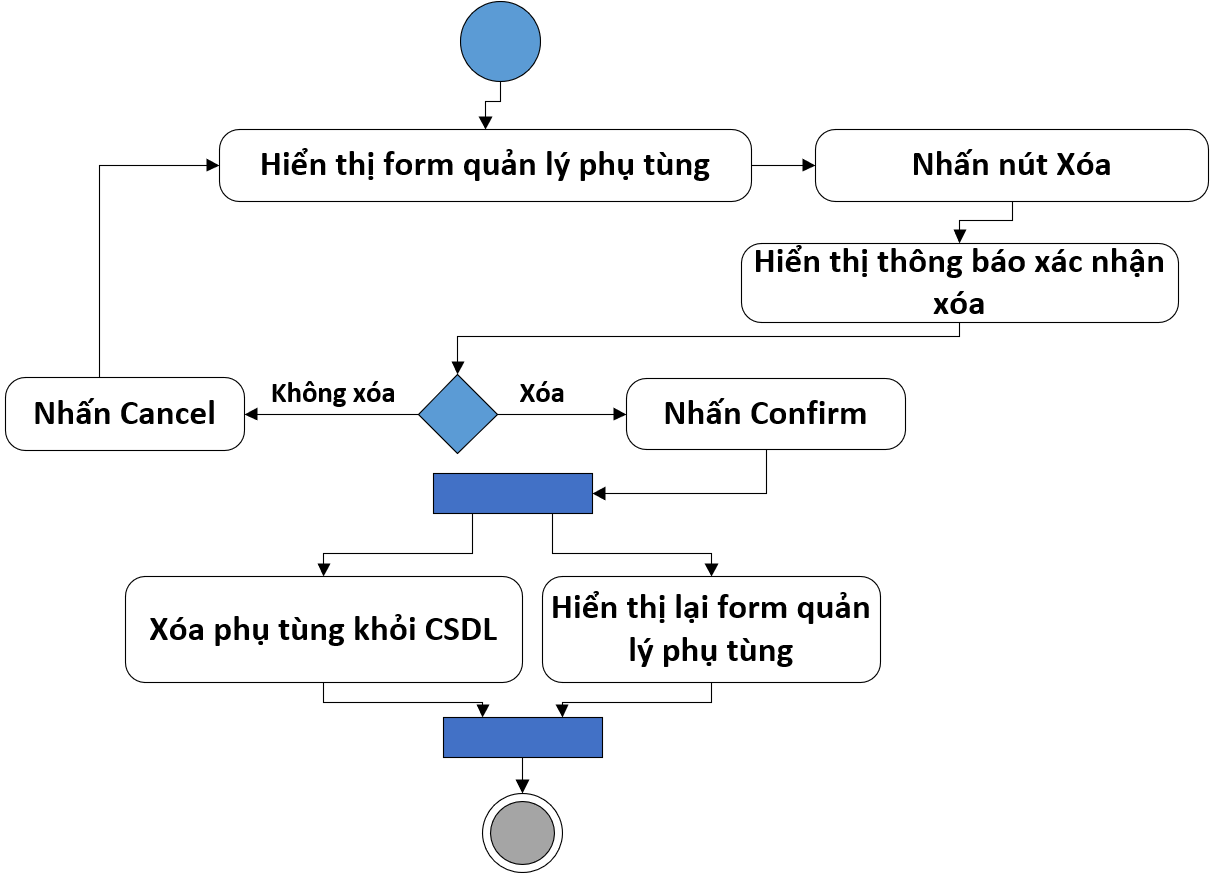 Hiển thị form quản lý phụ tùng
Nhấn nút Xóa
Hiển thị thông báo xác nhận
xóa
Nhấn Cancel
Không xóa
Xóa
Nhấn Confirm
Xóa phụ tùng khỏi CSDL
Hiển thị lại form quản
lý phụ tùng